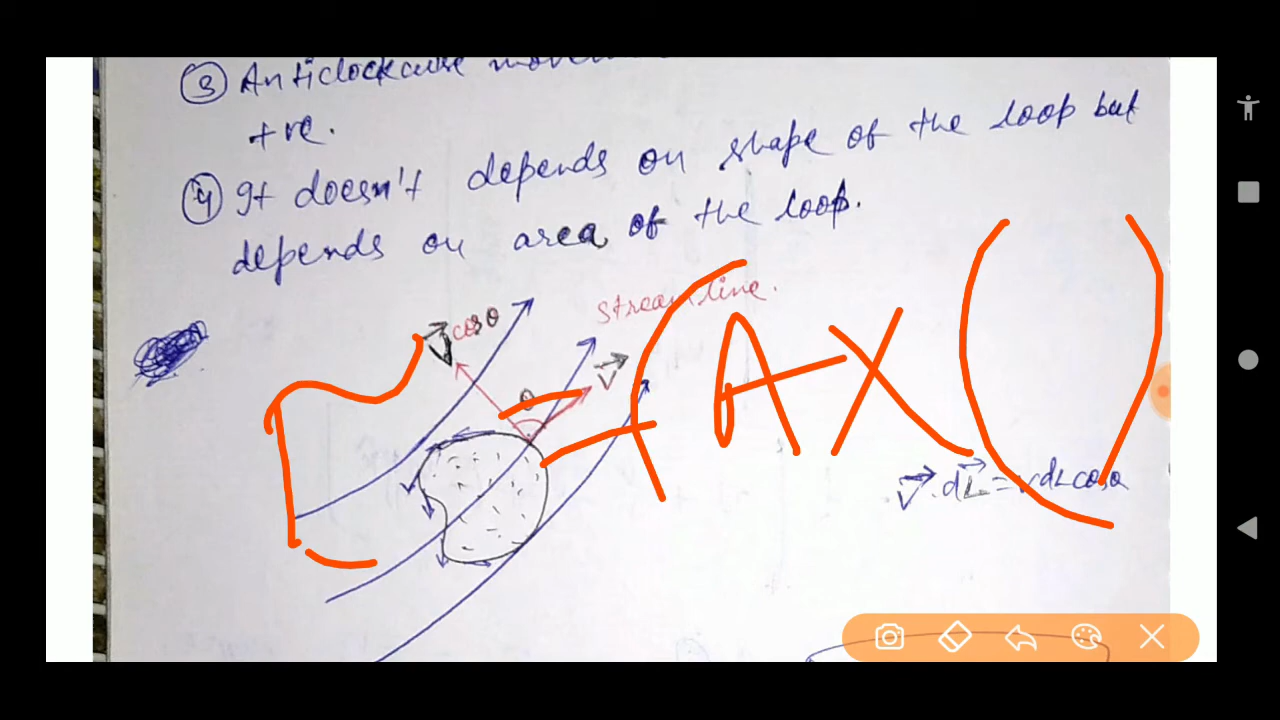 ③ Anticlockwise
+ve.
④ It doesn't depends on shape of the loop but
depends on area of the loop.
streamline.
V cosθ
V
θ
= (A X ( )
V.dL = VdLcosθ